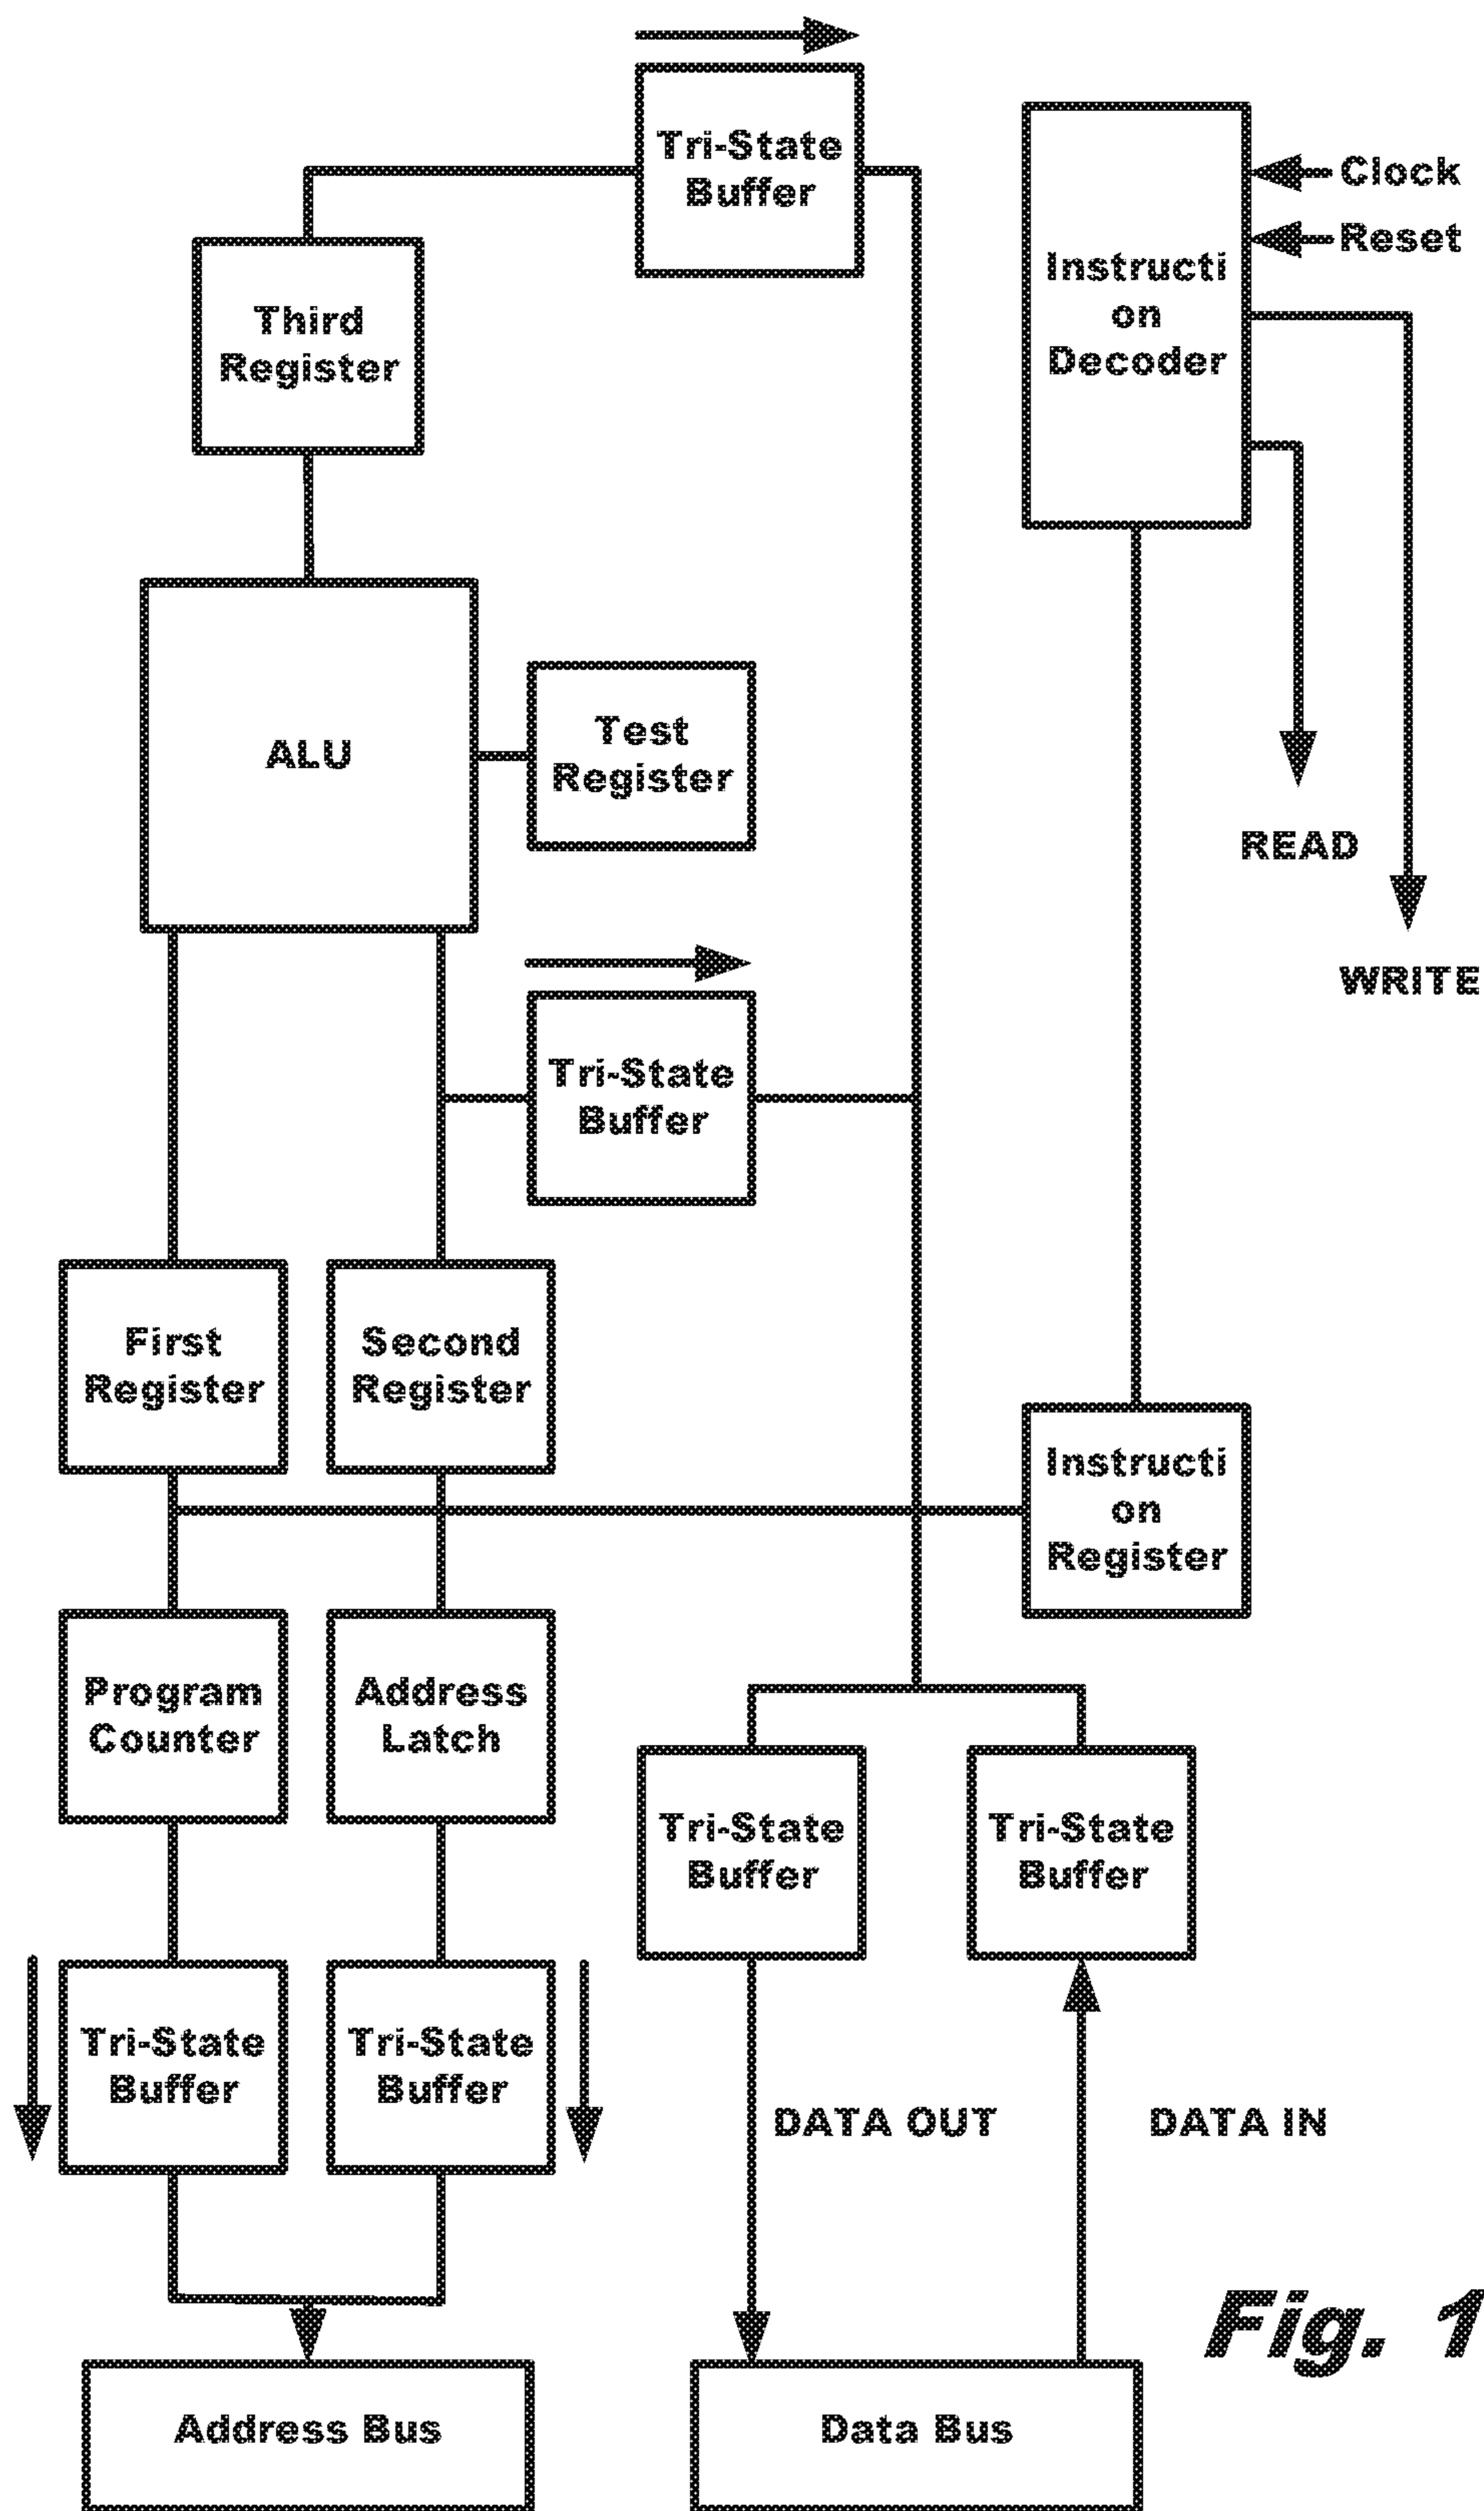 Tri-State
Buffer
Clock
Reset
Instructi
on
Decoder
Third
Register
Test
Register
ALU
READ
WRITE
Tri-State
Buffer
First
Register
Second
Register
Instructi
on
Register
Program
Counter
Address
Latch
Tri-State
Buffer
Tri-State
Buffer
Tri-State
Buffer
Tri-State
Buffer
DATA OUT
DATA IN
Fig. 1
Address Bus
Data Bus